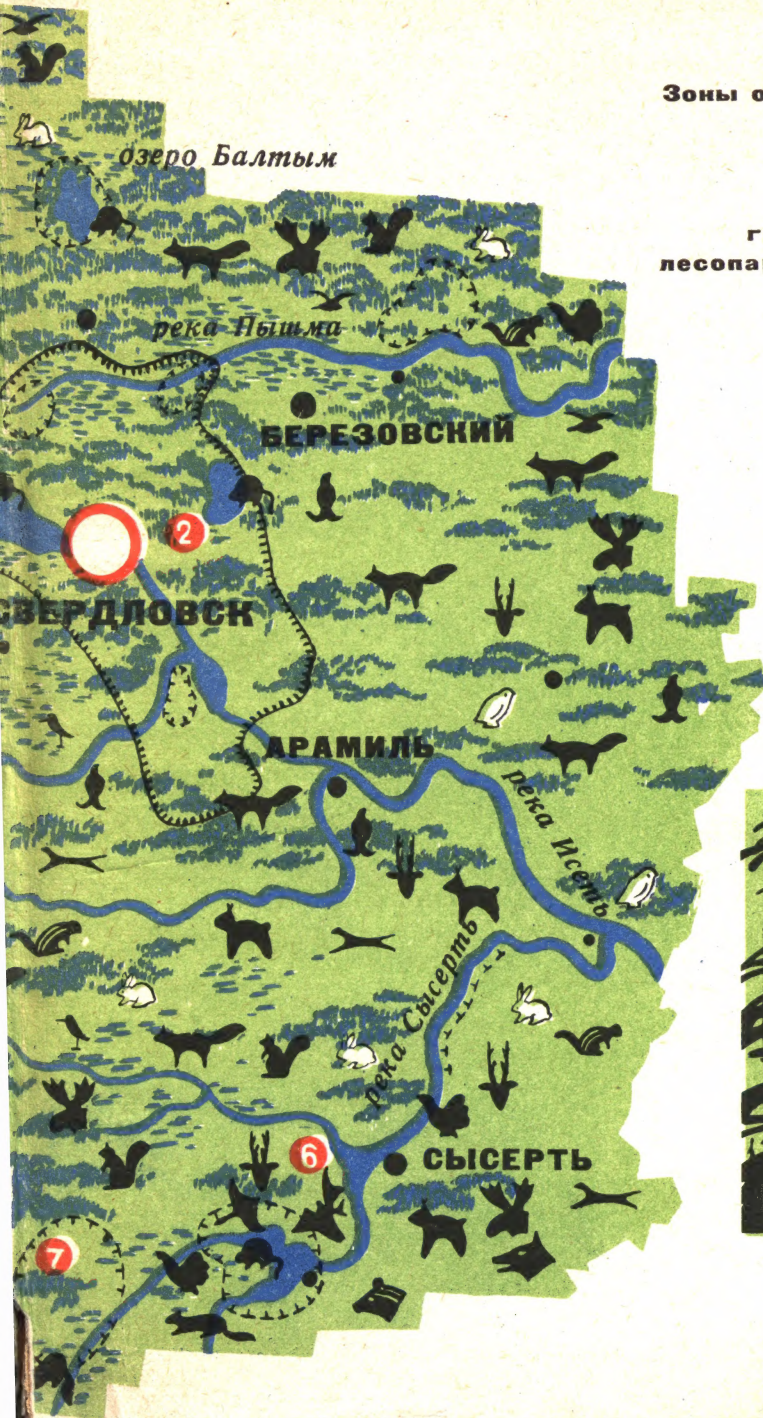 Зоны о
озеро Балтым
г
лесопа
река Пышма
БЕРЕЗОВСКИЙ
2
СВЕРДЛОВСК
АРАМИЛЬ
река Исеть
река Сысерть
6
СЫСЕРТЬ
7